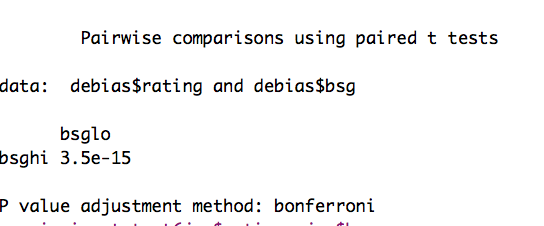 Pairwise comparisons using paired t tests
data:  debias$rating and debias$bsg
bsglo
bsghi 3.5e-15
P value adjustment method: bonferroni